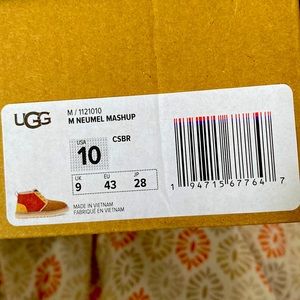 UGG
M / 1121010
M NEUMEL MASHUP
USA
10
CSBR
UK
9
EU
43
JP
28
MADE IN VIETNAM
FABRIQUÉ EN VIETNAM
1 94715 67764 7